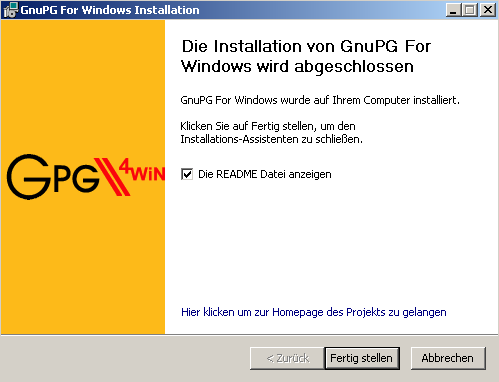 GnuPG For Windows Installation
Die Installation von GnuPG For
Windows wird abgeschlossen
GnuPG For Windows wurde auf Ihrem Computer installiert.
Klicken Sie auf Fertig stellen, um den
Installations-Assistenten zu schließen.
GPG4WiN
Die README Datei anzeigen
Hier klicken um zur Homepage des Projekts zu gelangen
< Zurück
Fertig stellen
Abbrechen